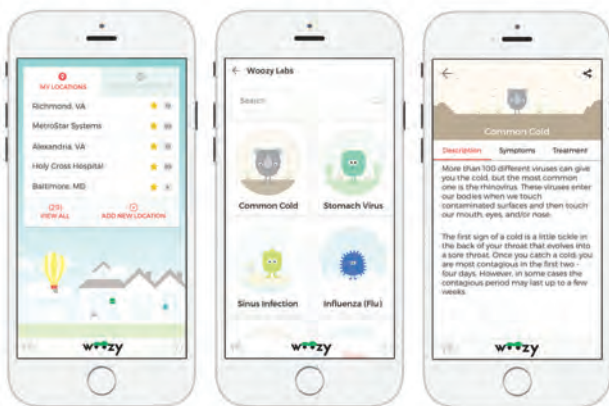 MY LOCATIONS
Richmond, VA
MetroStar Systems
Alexandria, VA
Holy Cross Hospital
Baltimore, MD
(29)
VIEW ALL
ADD NEW LOCATION
woozy
← Woozy Labs
Search
Common Cold
Stomach Virus
Sinus Infection
Influenza (Flu)
woozy
Common Cold
Description Symptoms Treatment
More than 100 different viruses can give
you the cold, but the most common
one is the rhinovirus. These viruses enter
our bodies when we touch
contaminated surfaces and then touch
our mouth, eyes, and/or nose.
The first sign of a cold is a little tickle in
the back of your throat that evolves into
a sore throat. Once you catch a cold, you
are most contagious in the first two -
four days. However, in some cases the
contagious period may last up to a few
weeks.
woozy